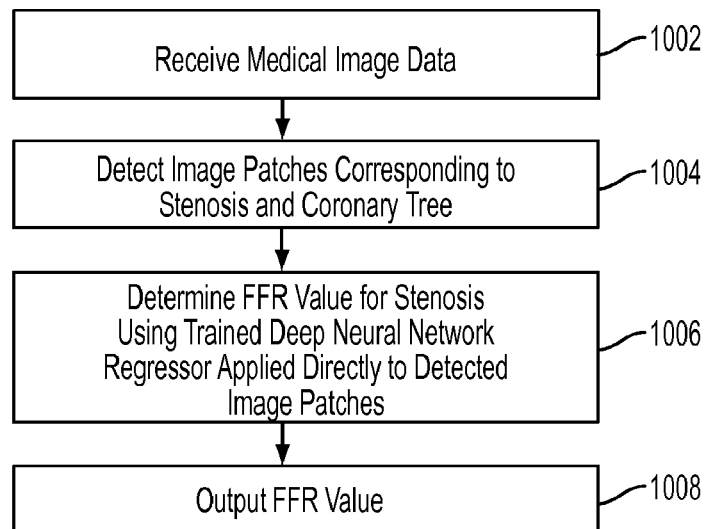 Receive Medical Image Data
1002
Detect Image Patches Corresponding to
Stenosis and Coronary Tree
1004
Determine FFR Value for Stenosis
Using Trained Deep Neural Network
Regressor Applied Directly to Detected
Image Patches
1006
Output FFR Value
1008